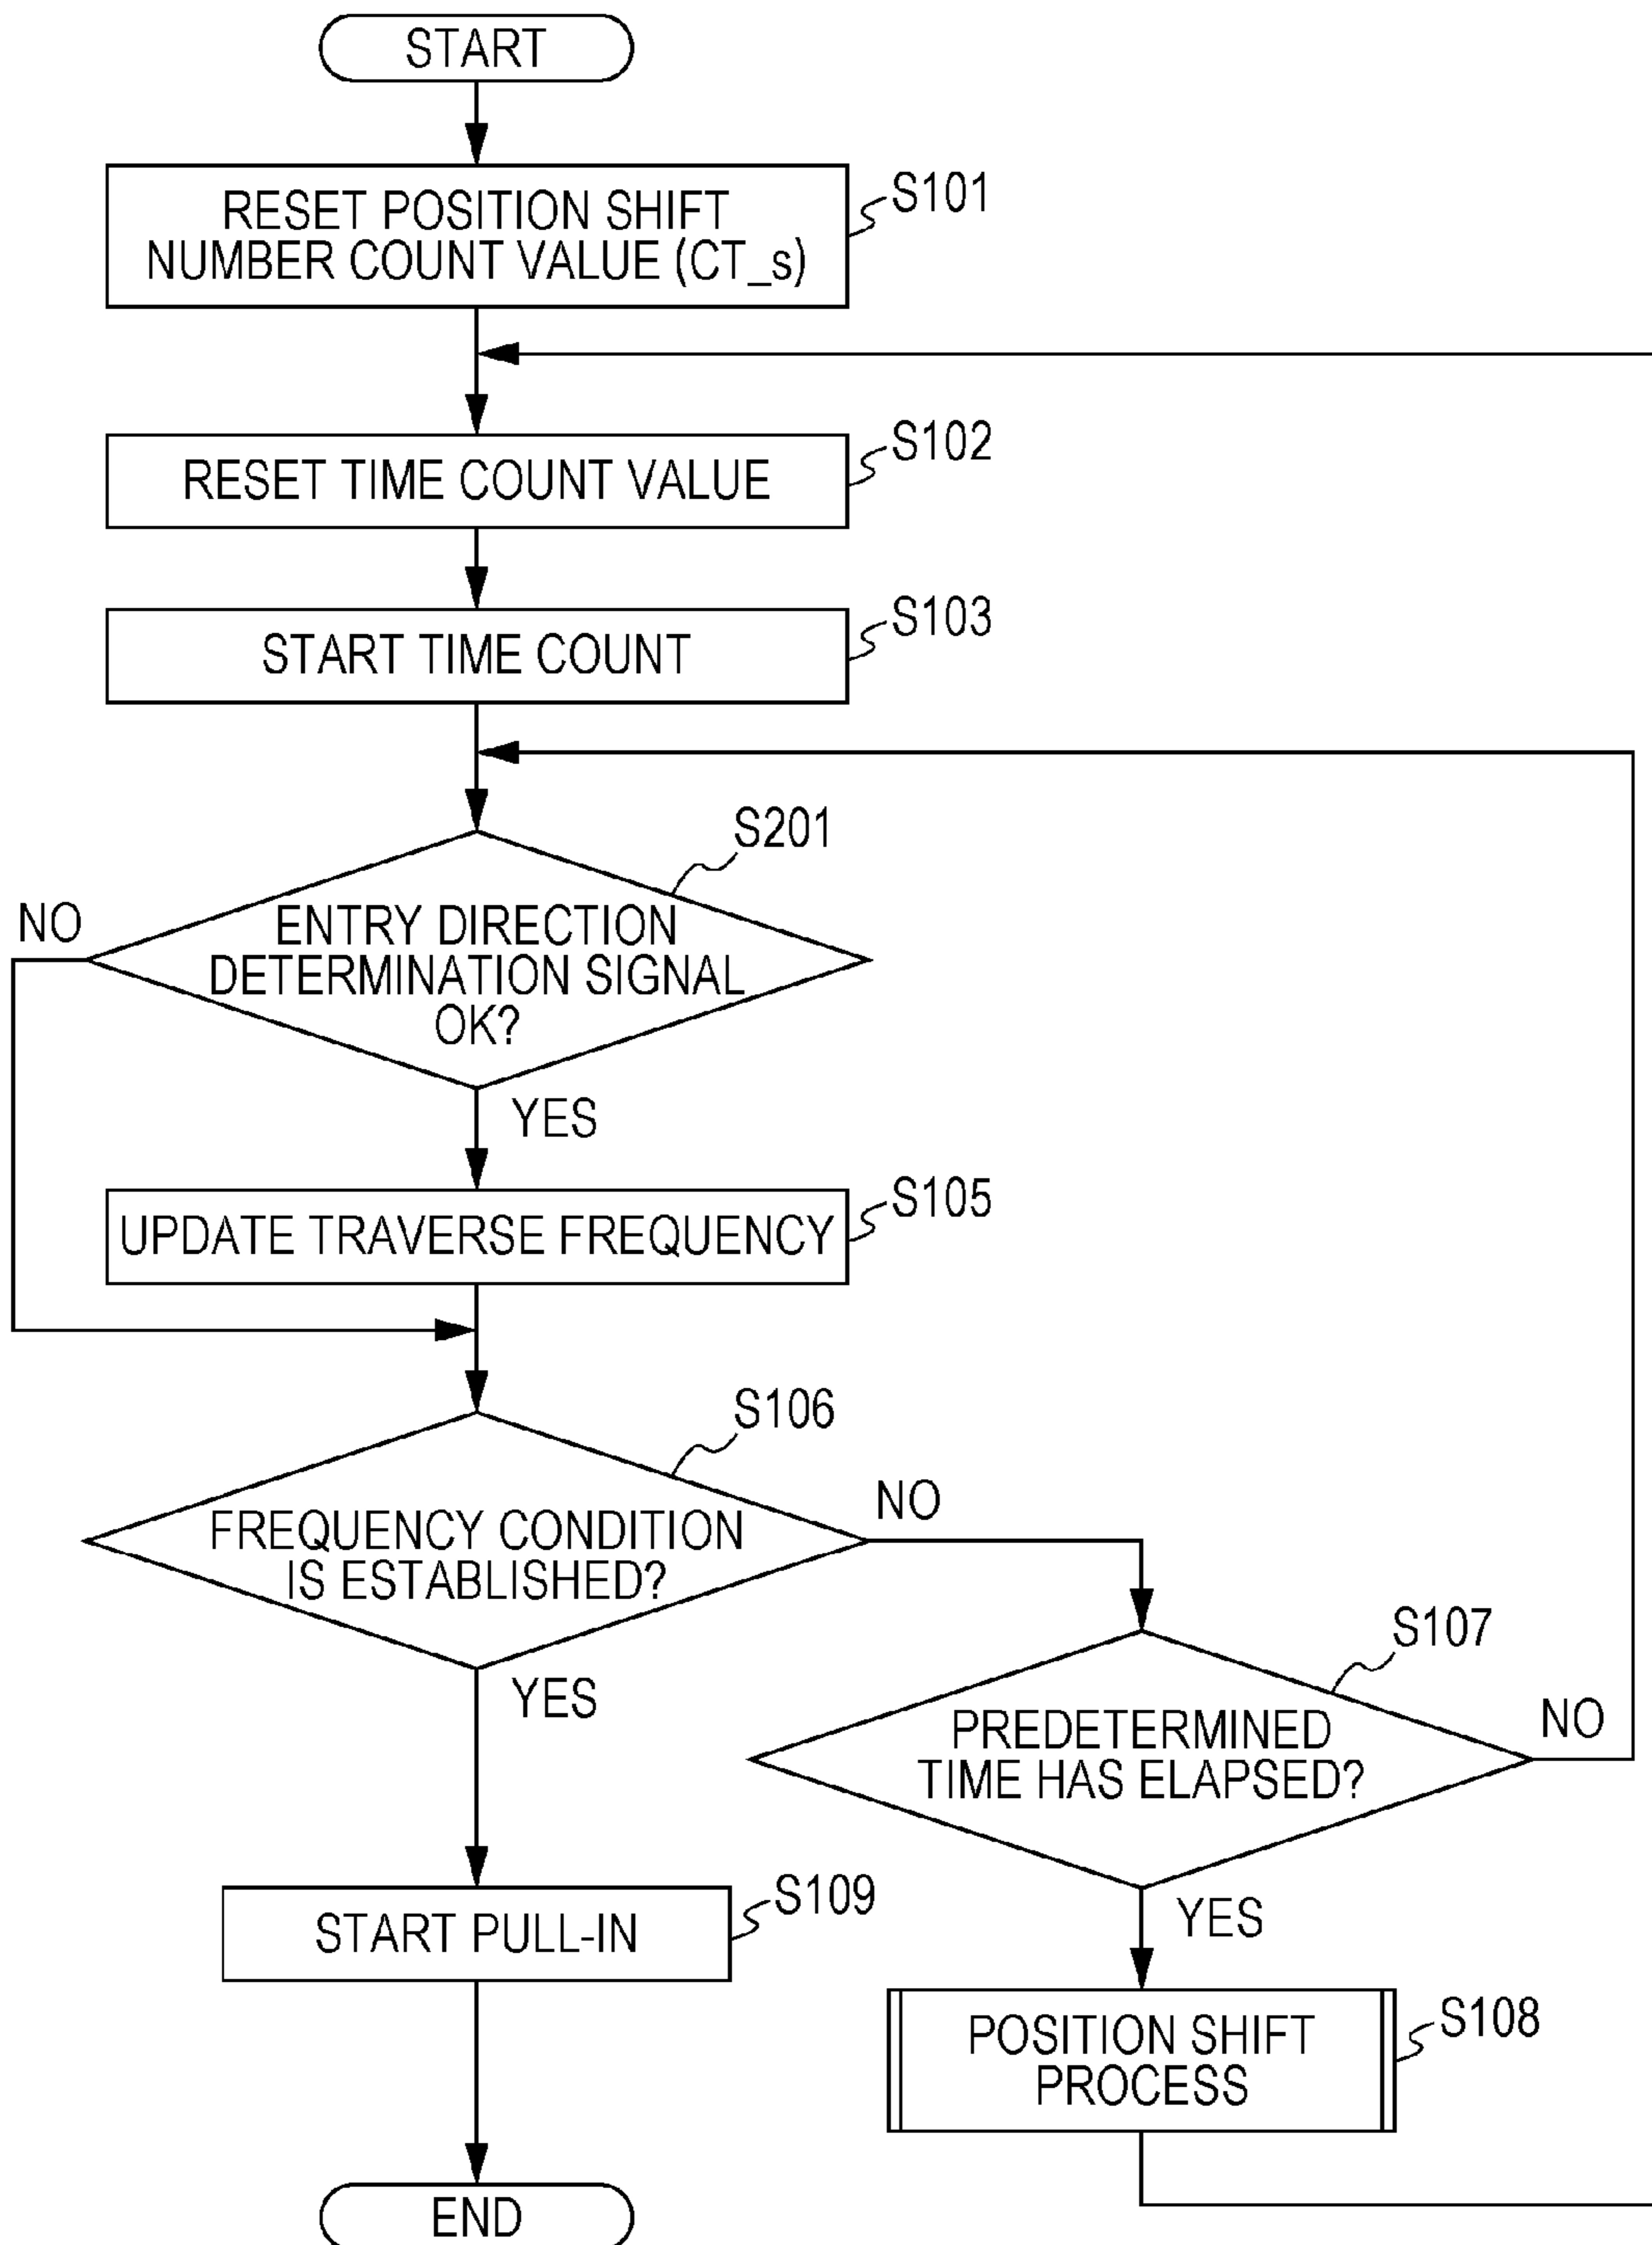 START
RESET POSITION SHIFT
NUMBER COUNT VALUE (CT_s)
S101
RESET TIME COUNT VALUE
S102
START TIME COUNT
S103
S201
NO
ENTRY DIRECTION
DETERMINATION SIGNAL
OK?
YES
UPDATE TRAVERSE FREQUENCY
S105
S106
FREQUENCY CONDITION
IS ESTABLISHED?
NO
YES
S107
PREDETERMINED
TIME HAS ELAPSED?
NO
YES
START PULL-IN
S109
POSITION SHIFT
PROCESS
S108
END